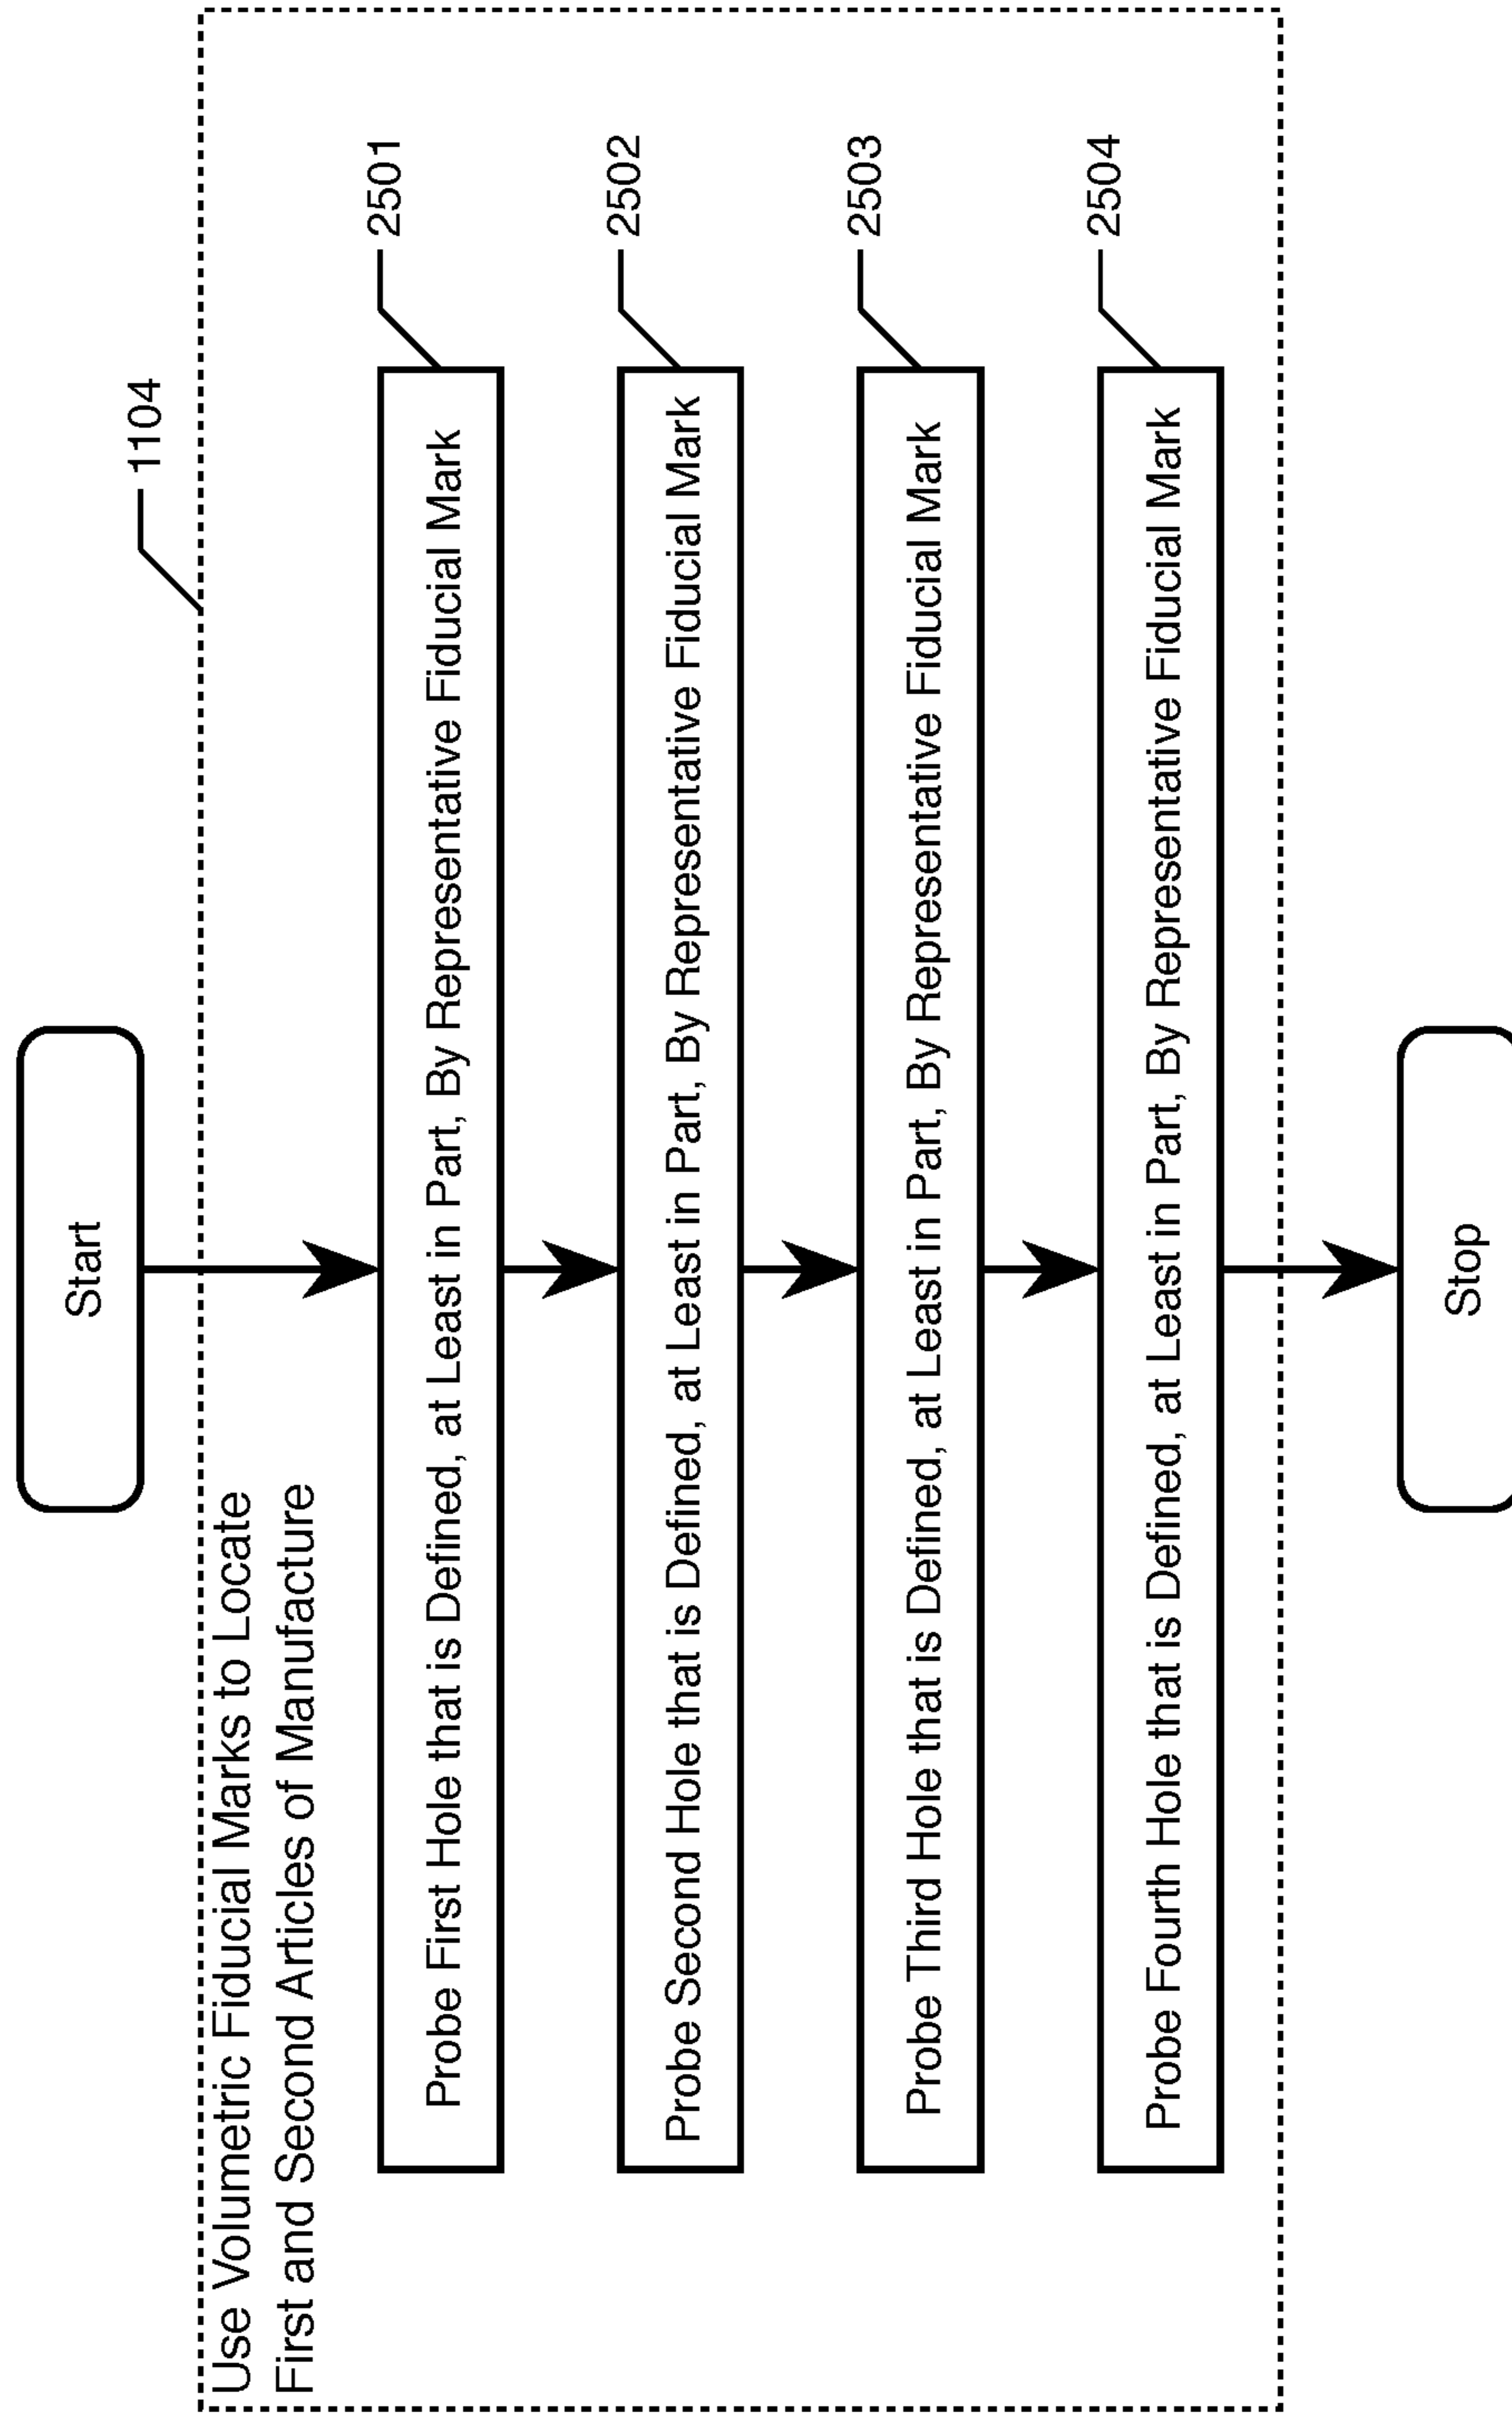 Start
1104
Use Volumetric Fiducial Marks to Locate
First and Second Articles of Manufacture
2501
Probe First Hole that is Defined, at Least in Part, By Representative Fiducial Mark
2502
Probe Second Hole that is Defined, at Least in Part, By Representative Fiducial Mark
2503
Probe Third Hole that is Defined, at Least in Part, By Representative Fiducial Mark
2504
Probe Fourth Hole that is Defined, at Least in Part, By Representative Fiducial Mark
Stop